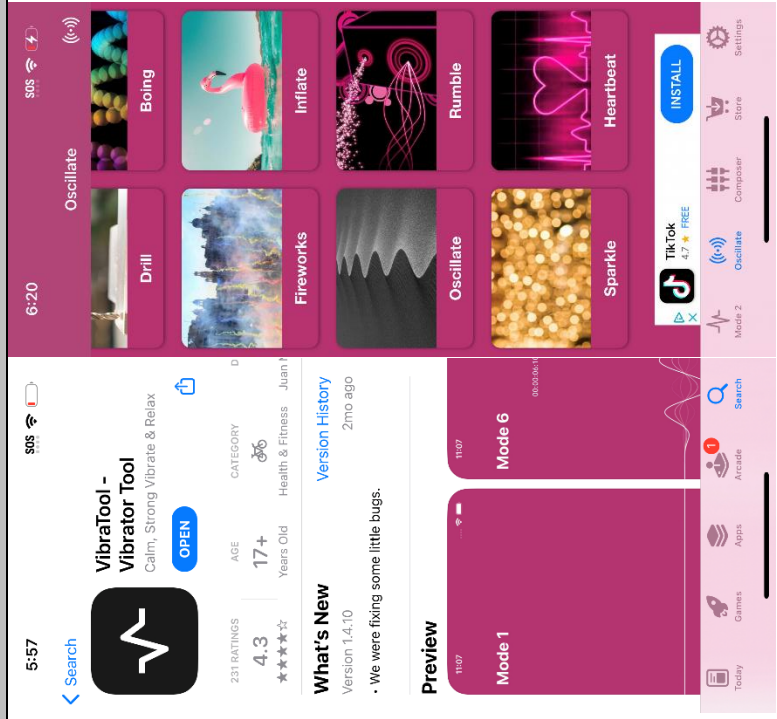 5:57
SOS
Search
VibraTool -
Vibrator Tool
Calm, Strong Vibrate & Relax
OPEN
231 RATINGS
4.3
AGE
17+
Years Old
CATEGORY
Health & Fitness
D
Juan
What's New
Version History
Version 1.4.10
2mo ago
• We were fixing some little bugs.
Preview
11:07
Mode 1
11:07
Mode 6
Today
Games
Apps
Arcade
1
Search
6:20
SOS
Oscillate
Drill
Boing
Fireworks
Inflate
Oscillate
Rumble
Sparkle
Heartbeat
TikTok
4.7 ★ FREE
INSTALL
Mode 2
Oscillate
Composer
Store
Settings